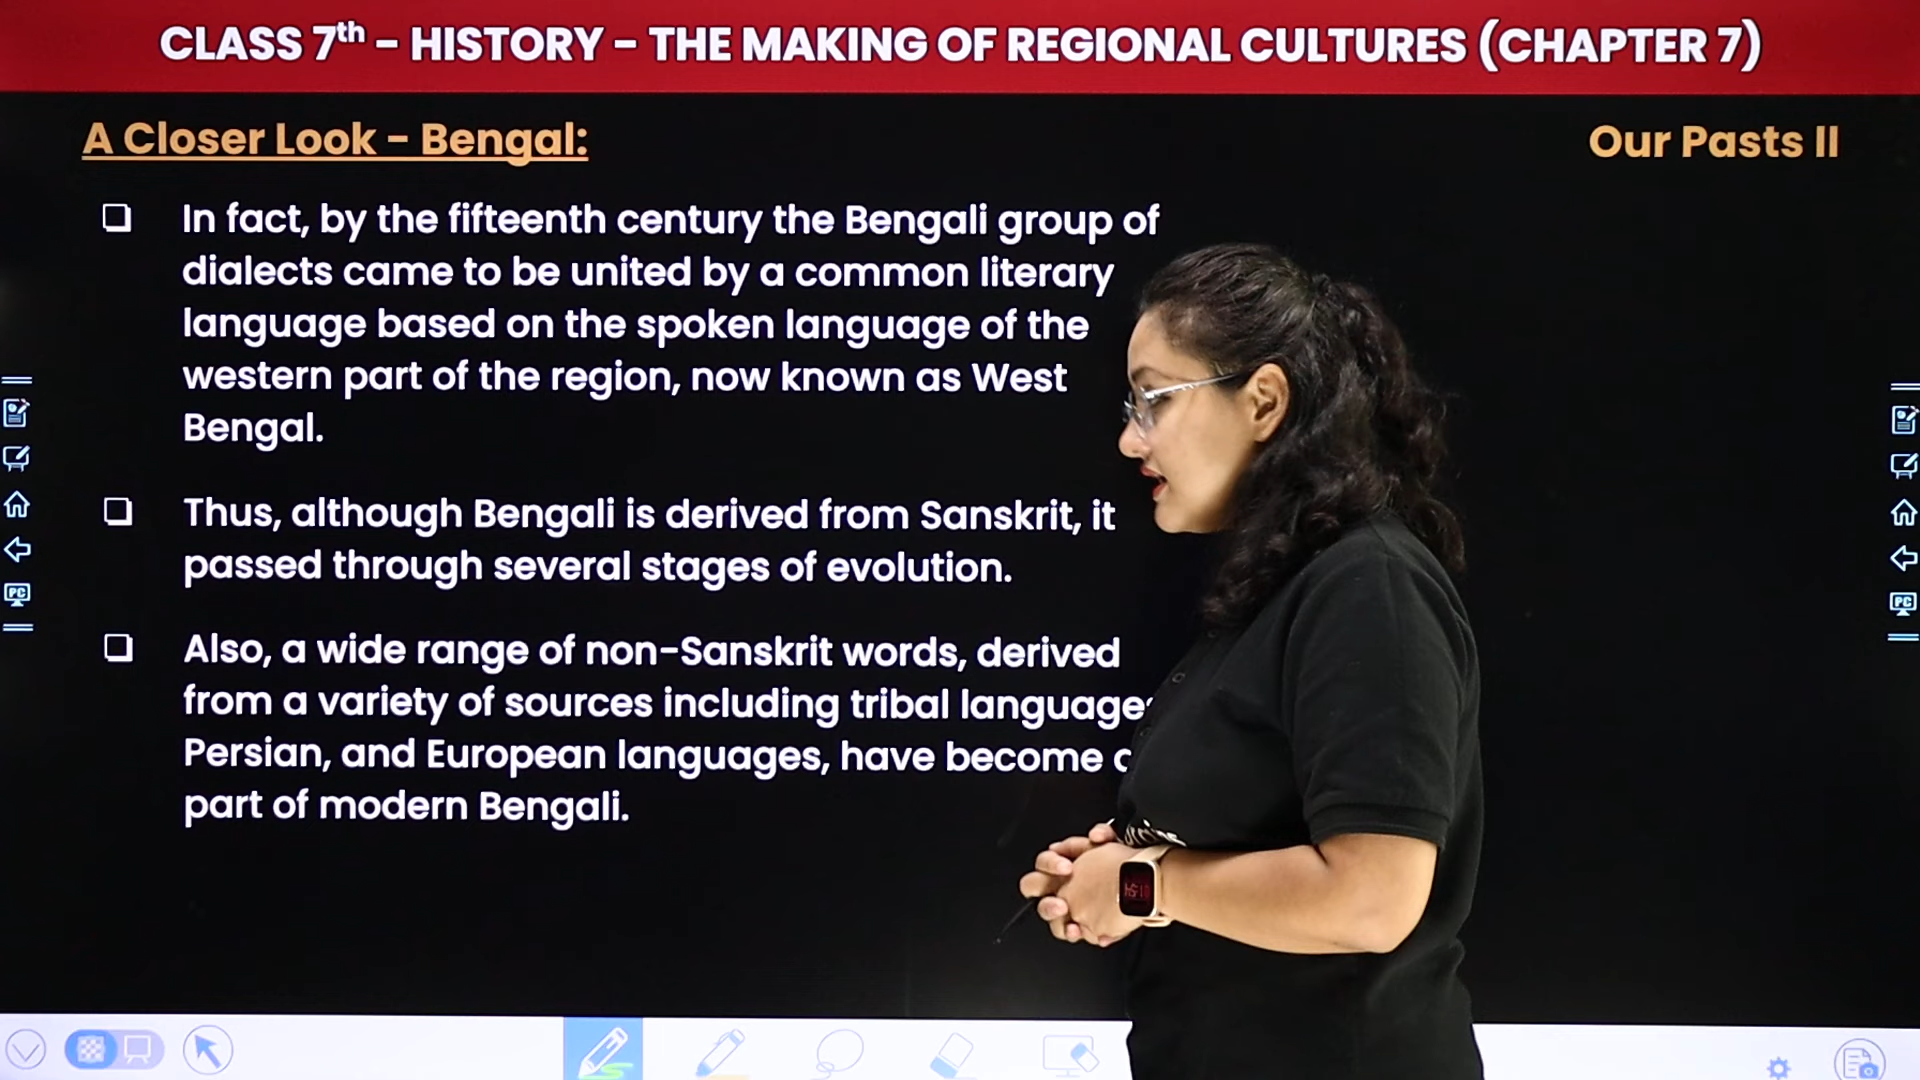 CLASS 7th - HISTORY - THE MAKING OF REGIONAL CULTURES (CHAPTER 7)
A Closer Look - Bengal:
Our Pasts II
In fact, by the fifteenth century the Bengali group of
dialects came to be united by a common literary
language based on the spoken language of the
western part of the region, now known as West
Bengal.
Thus, although Bengali is derived from Sanskrit, it
passed through several stages of evolution.
Also, a wide range of non-Sanskrit words, derived
from a variety of sources including tribal languages
Persian, and European languages, have become a
part of modern Bengali.
PC
PC